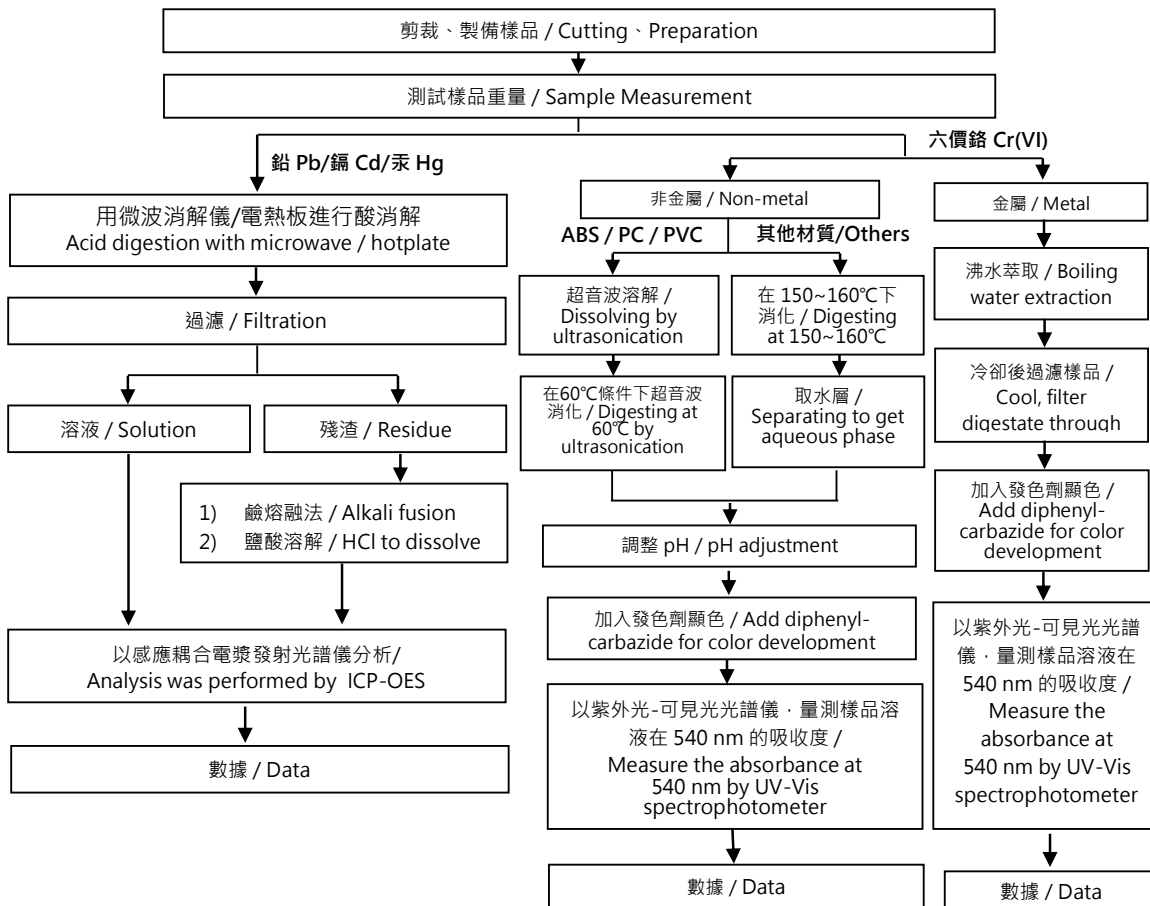 剪裁、製備樣品 / Cutting、Preparation
測試樣品重量 / Sample Measurement
鉛 Pb/鎘 Cd/汞 Hg
用微波消解儀/電熱板進行酸消解
Acid digestion with microwave / hotplate
過濾 / Filtration
溶液 / Solution
殘渣 / Residue
1) 鹼熔融法 / Alkali fusion
2) 鹽酸溶解 / HCl to dissolve
以感應耦合電漿發射光譜儀分析/
Analysis was performed by ICP-OES
數據 / Data
六價鉻 Cr(VI)
非金屬 / Non-metal
ABS / PC / PVC
超音波溶解 /
Dissolving by
ultrasonication
在60℃條件下超音波
消化 / Digesting at
60℃ by
ultrasonication
其他材質/Others
在 150~160℃下
消化 / Digesting
at 150~160℃
取水層 /
Separating to get
aqueous phase
調整 pH / pH adjustment
加入發色劑顯色 / Add diphenyl-
carbazide for color development
以紫外光-可見光光譜儀，量測樣品溶
液在 540 nm 的吸收度 /
Measure the absorbance at
540 nm by UV-Vis
spectrophotometer
數據 / Data
金屬 / Metal
沸水萃取 / Boiling
water extraction
冷卻後過濾樣品 /
Cool, filter
digestate through
加入發色劑顯色 /
Add diphenyl-
carbazide for color
development
以紫外光-可見光光譜
儀，量測樣品溶液在
540 nm 的吸收度 /
Measure the
absorbance at
540 nm by UV-Vis
spectrophotometer
數據 / Data